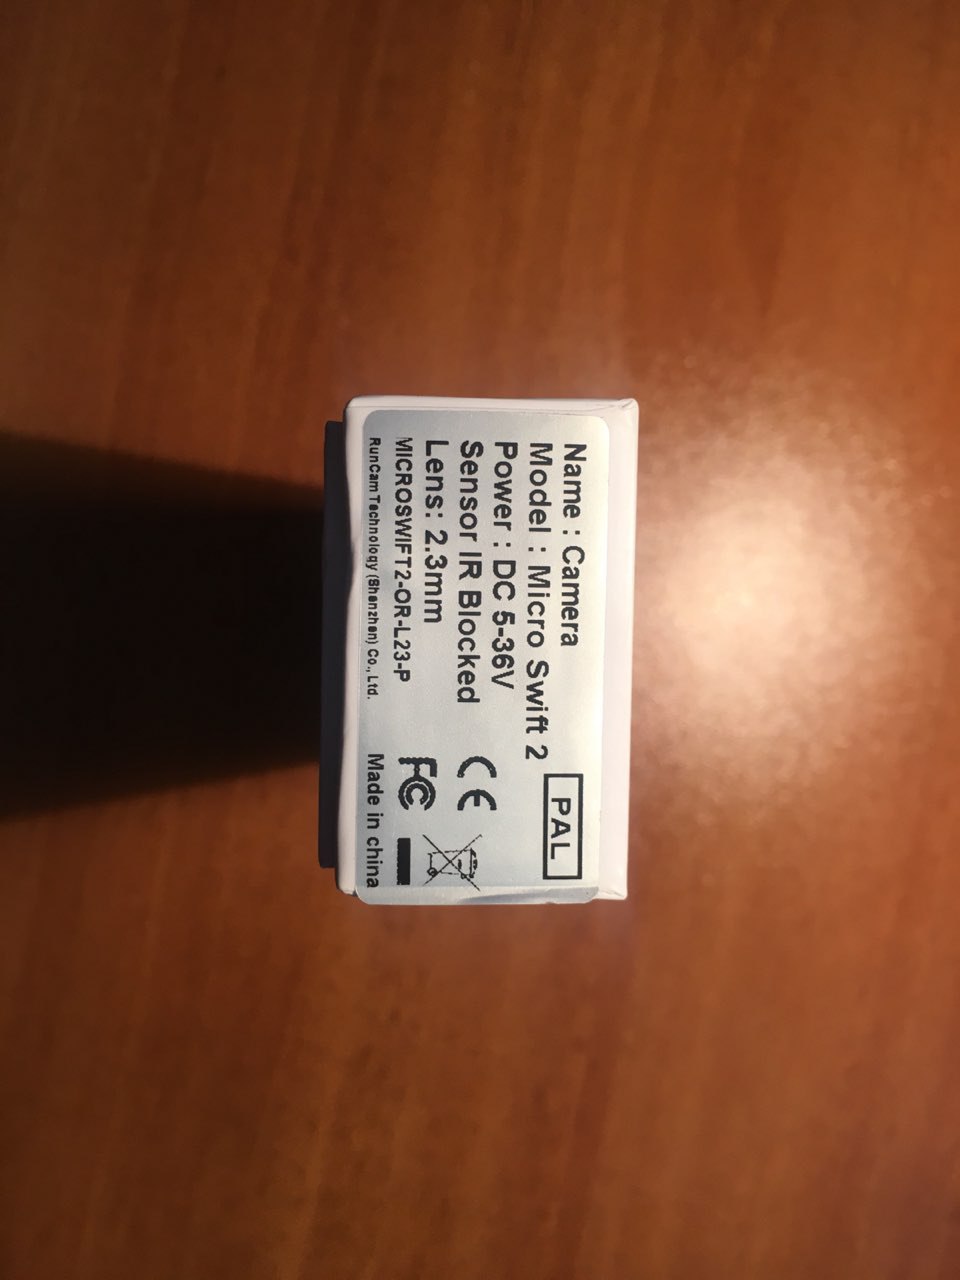 Name : Camera
Model : Micro Swift 2
PAL
Power : DC 5-36V
Sensor IR Blocked
CE
Lens: 2.3mm
MICROSWIFT2-OR-L23-P
FC
RunCam Technology (Shenzhen) Co., Ltd.
Made in china